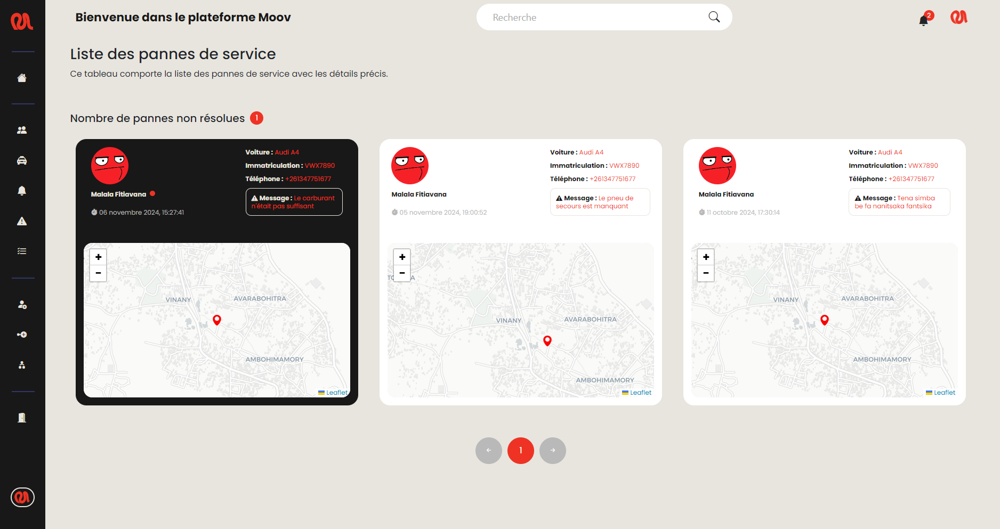 Bienvenue dans le plateforme Moov
Recherche
2
Liste des pannes de service
Ce tableau comporte la liste des pannes de service avec les détails précis.
Nombre de pannes non résolues 1
Voiture : Audi A4
Immatriculation : VWX7890
Téléphone : +261347751677
Malala Fitiavana
Message : Le carburant
n'était pas suffisant
06 novembre 2024, 15:27:41
+
−
VINANY
AVARABOHITRA
AMBOHIMAMORY
Leaflet
Voiture : Audi A4
Immatriculation : VWX7890
Téléphone : +261347751677
Malala Fitiavana
Message : Le pneu de
secours est manquant
05 novembre 2024, 19:00:52
+
−
VINANY
AVARABOHITRA
AMBOHIMAMORY
Leaflet
Voiture : Audi A4
Immatriculation : VWX7890
Téléphone : +261347751677
Malala Fitiavana
Message : Tena simba
be fa nanitsaka fantsika
11 octobre 2024, 17:30:14
+
−
VINANY
AVARABOHITRA
AMBOHIMAMORY
Leaflet
← 1 →